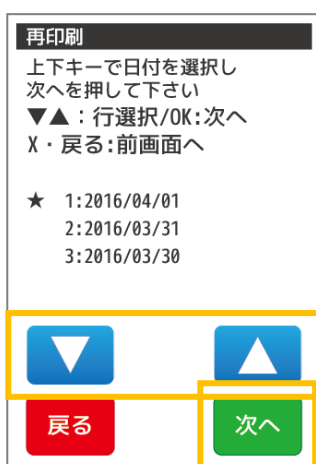 再印刷
上下キーで日付を選択し
次へを押して下さい
▼▲：行選択/OK:次へ
X・戻る:前画面へ
★ 1:2016/04/01
2:2016/03/31
3:2016/03/30
▼ ▲
戻る 次へ